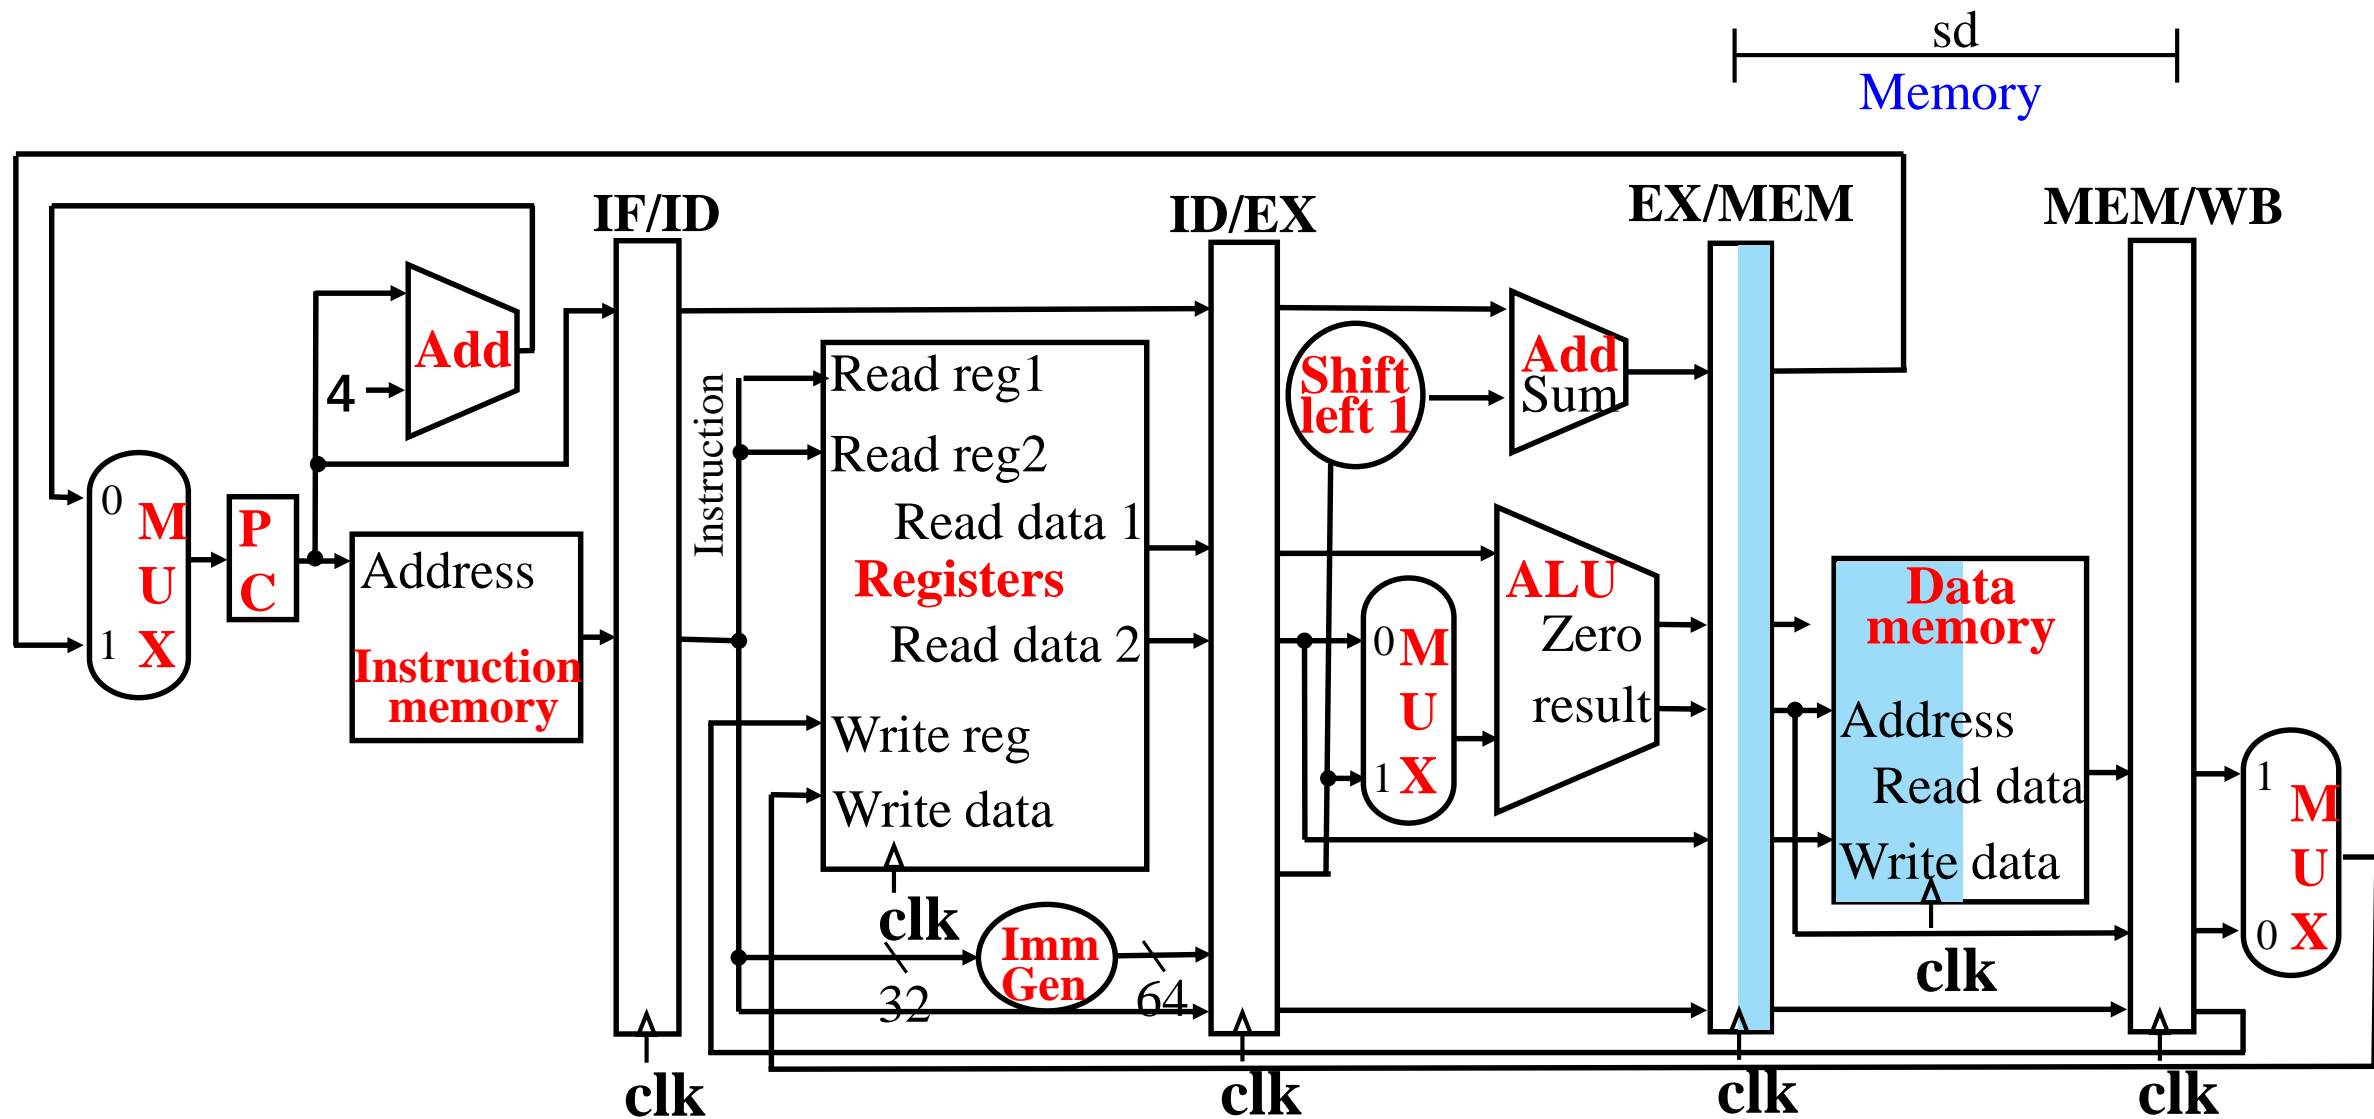 sd
Memory
IF/ID
ID/EX
EX/MEM
MEM/WB
Add
4
0
M
U
X
1
P
C
Address
Instruction
memory
Instruction
Read reg1
Read reg2
Read data 1
Registers
Read data 2
Write reg
Write data
clk
Imm
Gen
32
64
Shift
left 1
Add
Sum
0
M
U
X
1
ALU
Zero
result
Data
memory
Address
Read data
Write data
clk
1
M
U
X
0
clk
clk
clk
clk